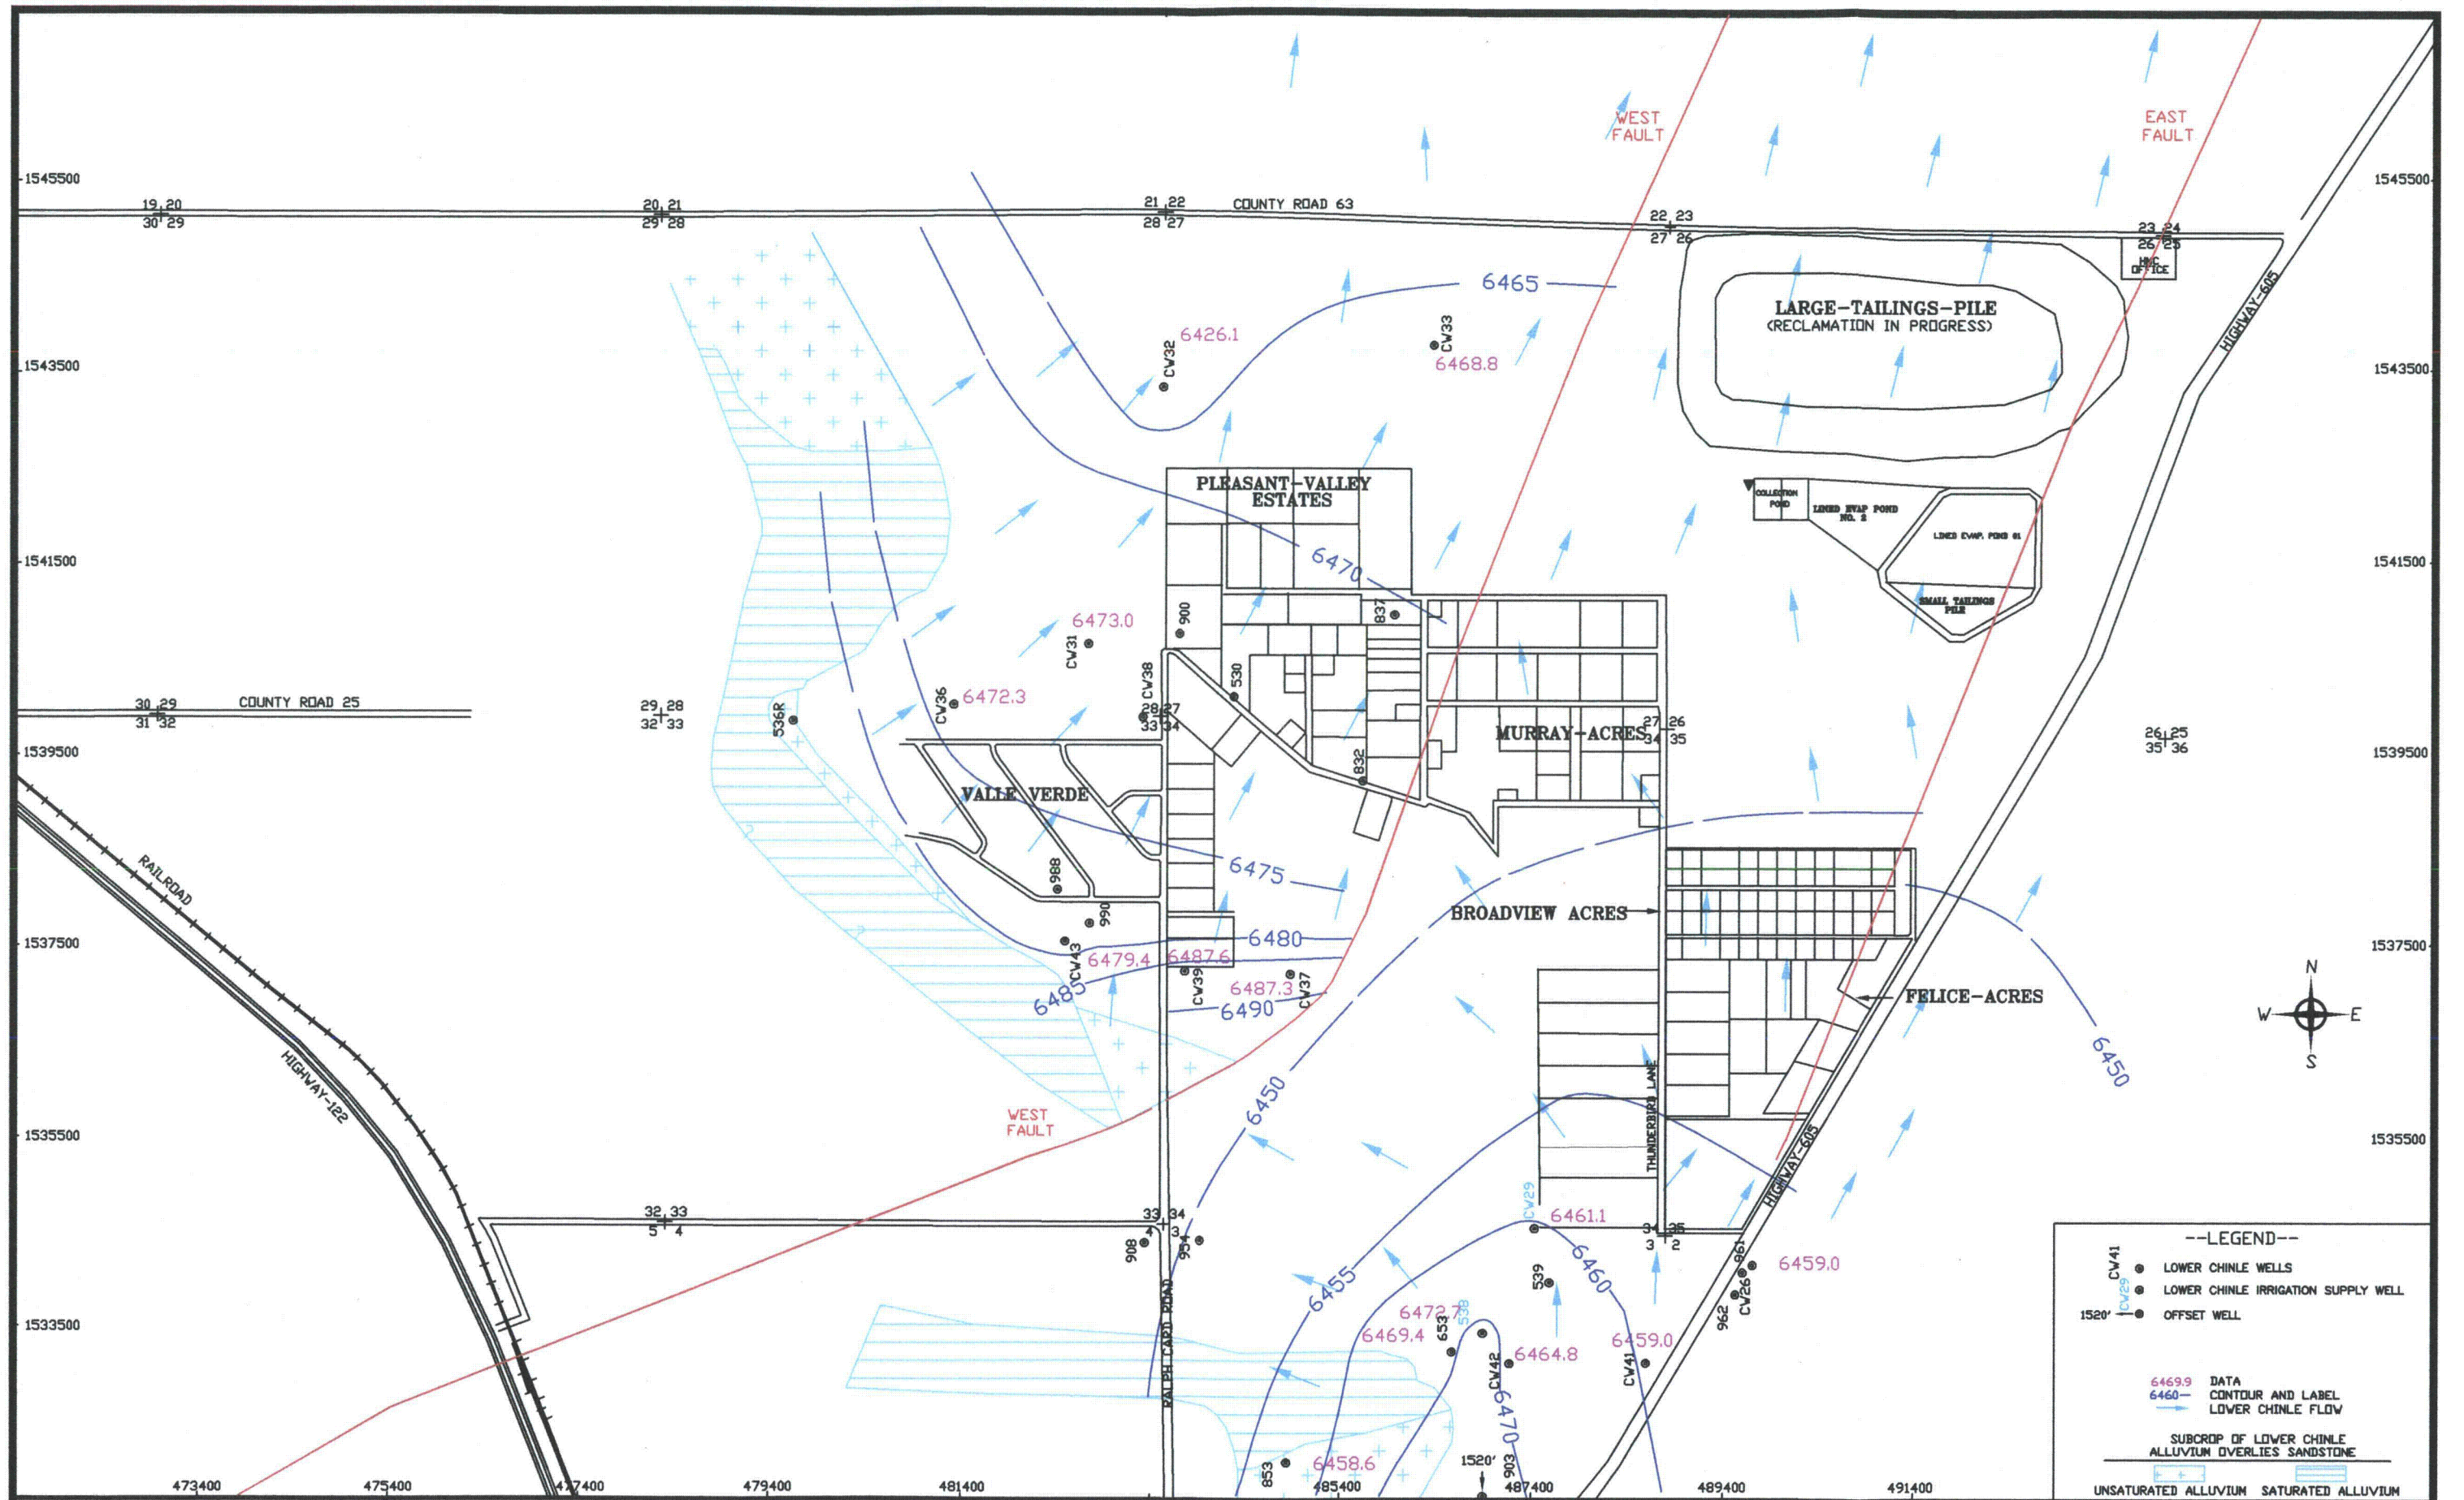 WEST
FAULT
EAST
FAULT
1545500
1545500
19 20
30 29
20 21
29 28
21 22
28 27
COUNTY ROAD 63
22 23
27 26
23 24
26 25
HMC
OFFICE
HIGHWAY-605
6465
LARGE-TAILINGS-PILE
(RECLAMATION IN PROGRESS)
6426.1
CW32
CW33
6468.8
1543500
1543500
PLEASANT-VALLEY
ESTATES
COLLECTION
POND
LINED EVAP POND
NO. 2
LINED EVAP. POND #1
SMALL TAILINGS
PILE
1541500
1541500
6470
6473.0
CW31
900
837
530
CW38
CW36
6472.3
536R
30 29
31 32
COUNTY ROAD 25
29 28
32 33
28 27
33 34
MURRAY-ACRES
27 26
34 35
26 25
35 36
1539500
1539500
832
VALLE VERDE
RAILROAD
988
6475
990
BROADVIEW ACRES
6480
1537500
1537500
CW43
6479.4
6487.6
CW39
6487.3
CW37
6485
6490
FELICE-ACRES
N
W
E
S
HIGHWAY-122
6450
6450
WEST
FAULT
1535500
1535500
THUNDERBIRD LANE
HIGHWAY-605
CW29
6461.1
32 33
5 4
33 34
4 3
34 35
3 2
908
954
961
6459.0
CW26
962
539
6460
6455
RALPH CARD ROAD
6472.7
538
653
6469.4
CW42
6464.8
6459.0
CW41
1533500
1533500
6470
853
6458.6
1520'
903
473400
475400
477400
479400
481400
485400
487400
489400
491400
--LEGEND--
CW41
LOWER CHINLE WELLS
CW29
LOWER CHINLE IRRIGATION SUPPLY WELL
1520'
OFFSET WELL
6469.9
DATA
6460—
CONTOUR AND LABEL
LOWER CHINLE FLOW
SUBCROP OF LOWER CHINLE
ALLUVIUM OVERLIES SANDSTONE
UNSATURATED ALLUVIUM
SATURATED ALLUVIUM